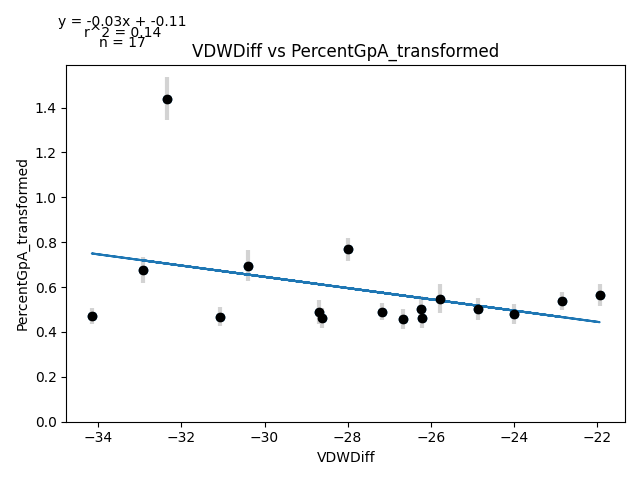 y = -0.03x + -0.11
r^2 = 0.14
n = 17
VDWDiff vs PercentGpA_transformed
PercentGpA_transformed
1.4
1.2
1.0
0.8
0.6
0.4
0.2
0.0
−34 −32 −30 −28 −26 −24 −22
VDWDiff